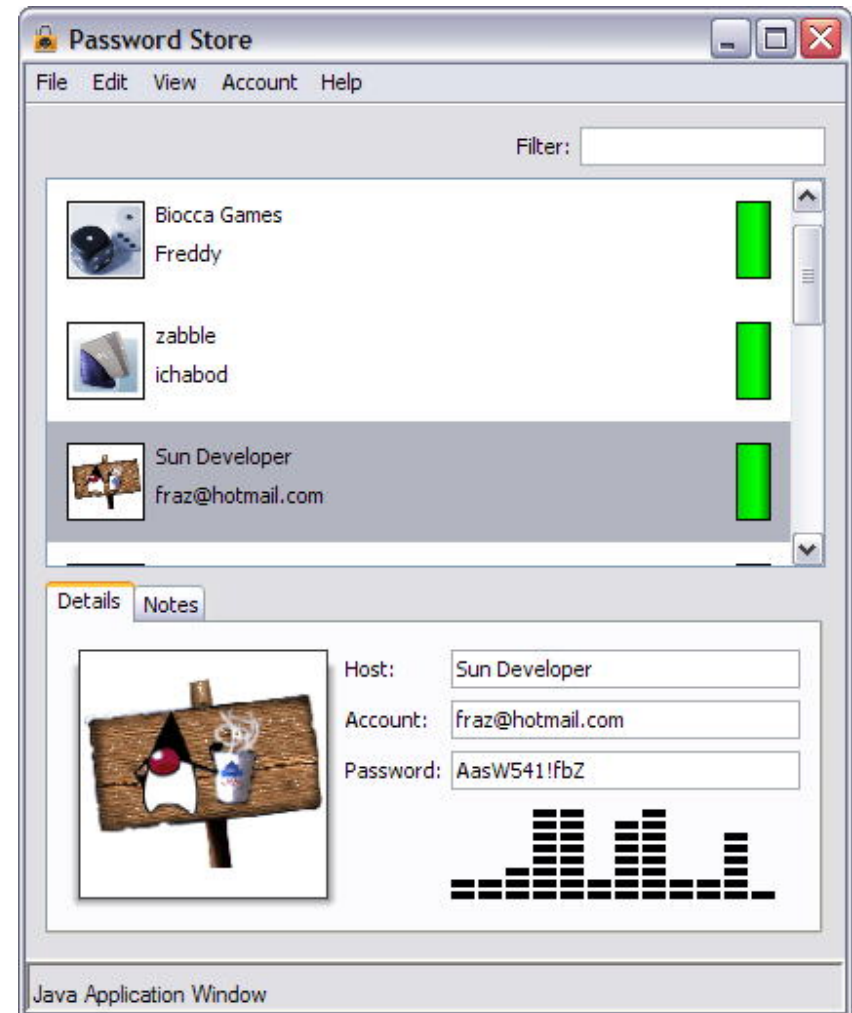 Password Store
File Edit View Account Help
Filter:
Biocca Games
Freddy
zabble
ichabod
Sun Developer
fraz@hotmail.com
Details Notes
Host: Sun Developer
Account: fraz@hotmail.com
Password: AasW541!fbZ
Java Application Window